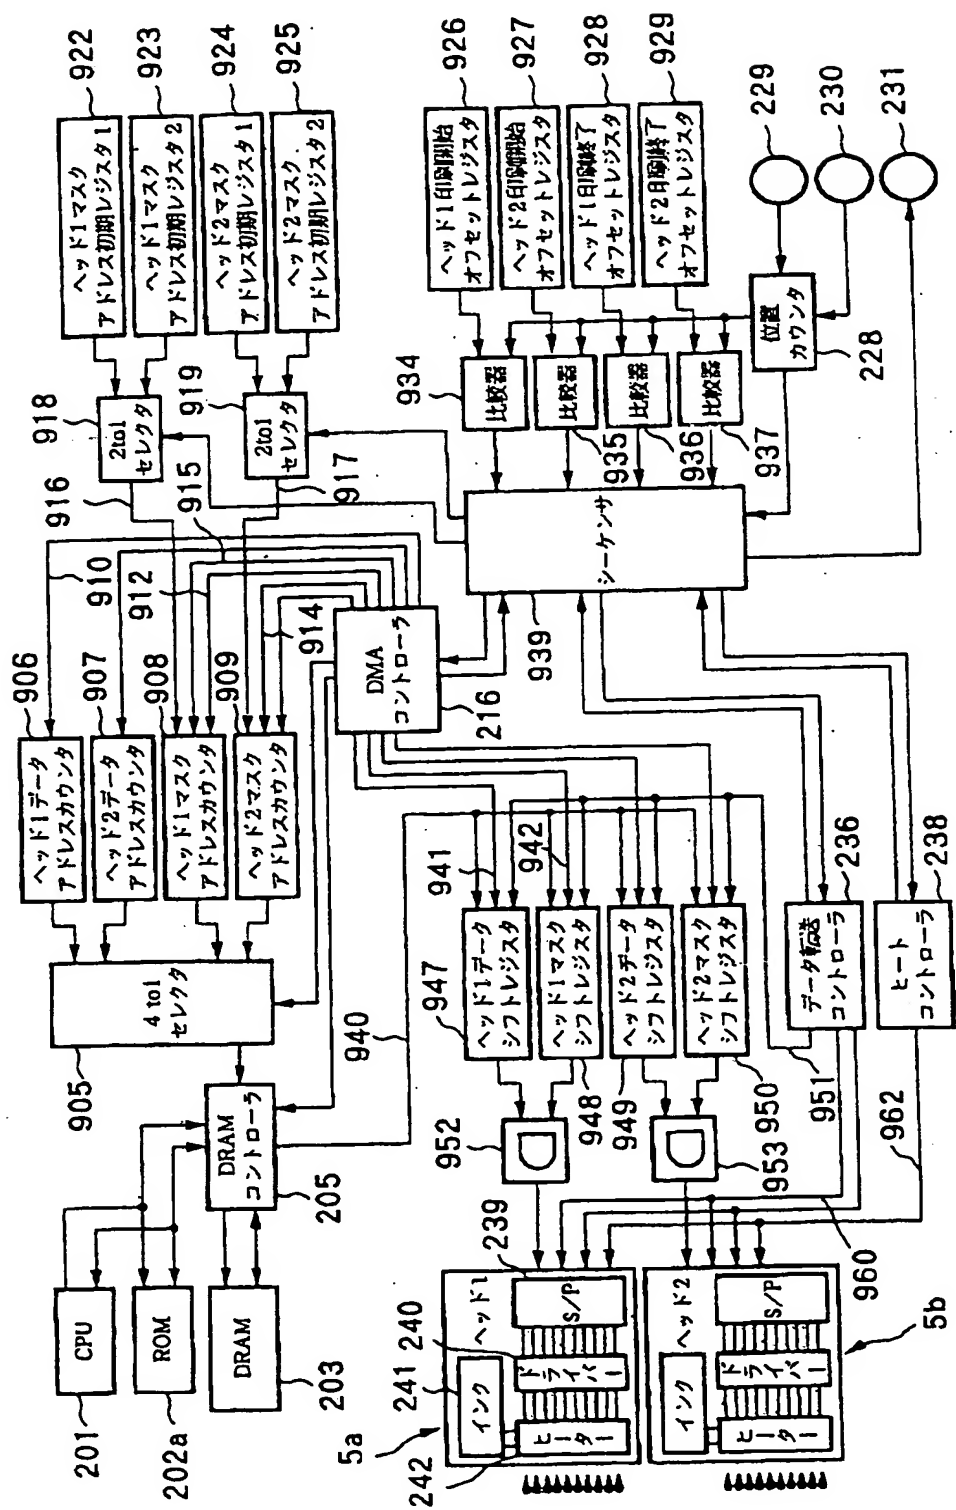 ヘッド1マスク
アドレス初期レジスタ1
922
ヘッド1マスク
アドレス初期レジスタ2
923
ヘッド2マスク
アドレス初期レジスタ1
924
ヘッド2マスク
アドレス初期レジスタ2
925
ヘッド1印刷開始
オフセットレジスタ
926
ヘッド2印刷開始
オフセットレジスタ
927
ヘッド1印刷終了
オフセットレジスタ
928
ヘッド2印刷終了
オフセットレジスタ
929
229
230
231
918
2to1
セレクタ
919
2to1
セレクタ
934
比較器
比較器
935
比較器
936
比較器
937
位置
カウンタ
228
916
915
917
910
912
914
906
ヘッド1データ
アドレスカウンタ
907
ヘッド2データ
アドレスカウンタ
908
ヘッド1マスク
アドレスカウンタ
909
ヘッド2マスク
アドレスカウンタ
DMA
コントローラ
216
シーケンサ
939
4to1
セレクタ
905
940
941
942
947
ヘッド1データ
シフトレジスタ
ヘッド1マスク
シフトレジスタ
948
ヘッド2データ
シフトレジスタ
949
ヘッド2マスク
シフトレジスタ
950
データ転送
コントローラ
236
ヒート
コントローラ
238
951
962
DRAM
コントローラ
205
952
953
960
CPU
201
ROM
202a
DRAM
203
239
240
241
242
5a
ヘッド1
S/P
ドライバー
インク
ヒーター
ヘッド2
S/P
ドライバー
インク
ヒーター
5b